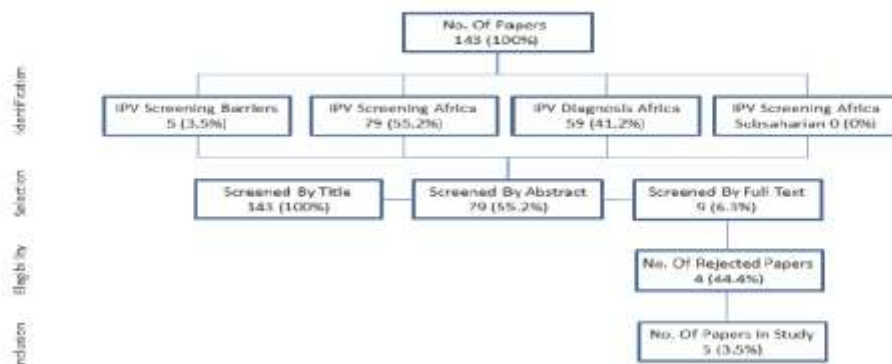 No. Of Papers
143 (100%)
Identification
IPV Screening Barriers
5 (3.5%)
IPV Screening Africa
79 (55.2%)
IPV Diagnosis Africa
59 (41.2%)
IPV Screening Africa
Subsaharian 0 (0%)
Selection
Screened By Title
143 (100%)
Screened By Abstract
79 (55.2%)
Screened By Full Text
9 (6.3%)
Eligibility
No. Of Rejected Papers
4 (44.4%)
No. Of Papers In Study
5 (3.5%)